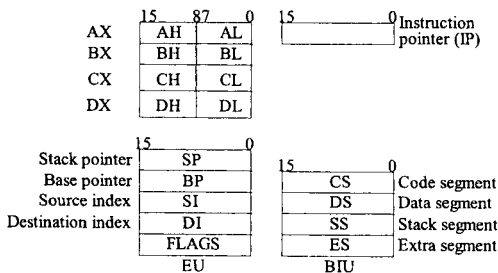 15 87 0 15 0 Instruction
AX AH AL pointer (IP)
BX BH BL
CX CH CL
DX DH DL
15 0
Stack pointer SP 15 0
Base pointer BP CS Code segment
Source index SI DS Data segment
Destination index DI SS Stack segment
FLAGS ES Extra segment
EU BIU